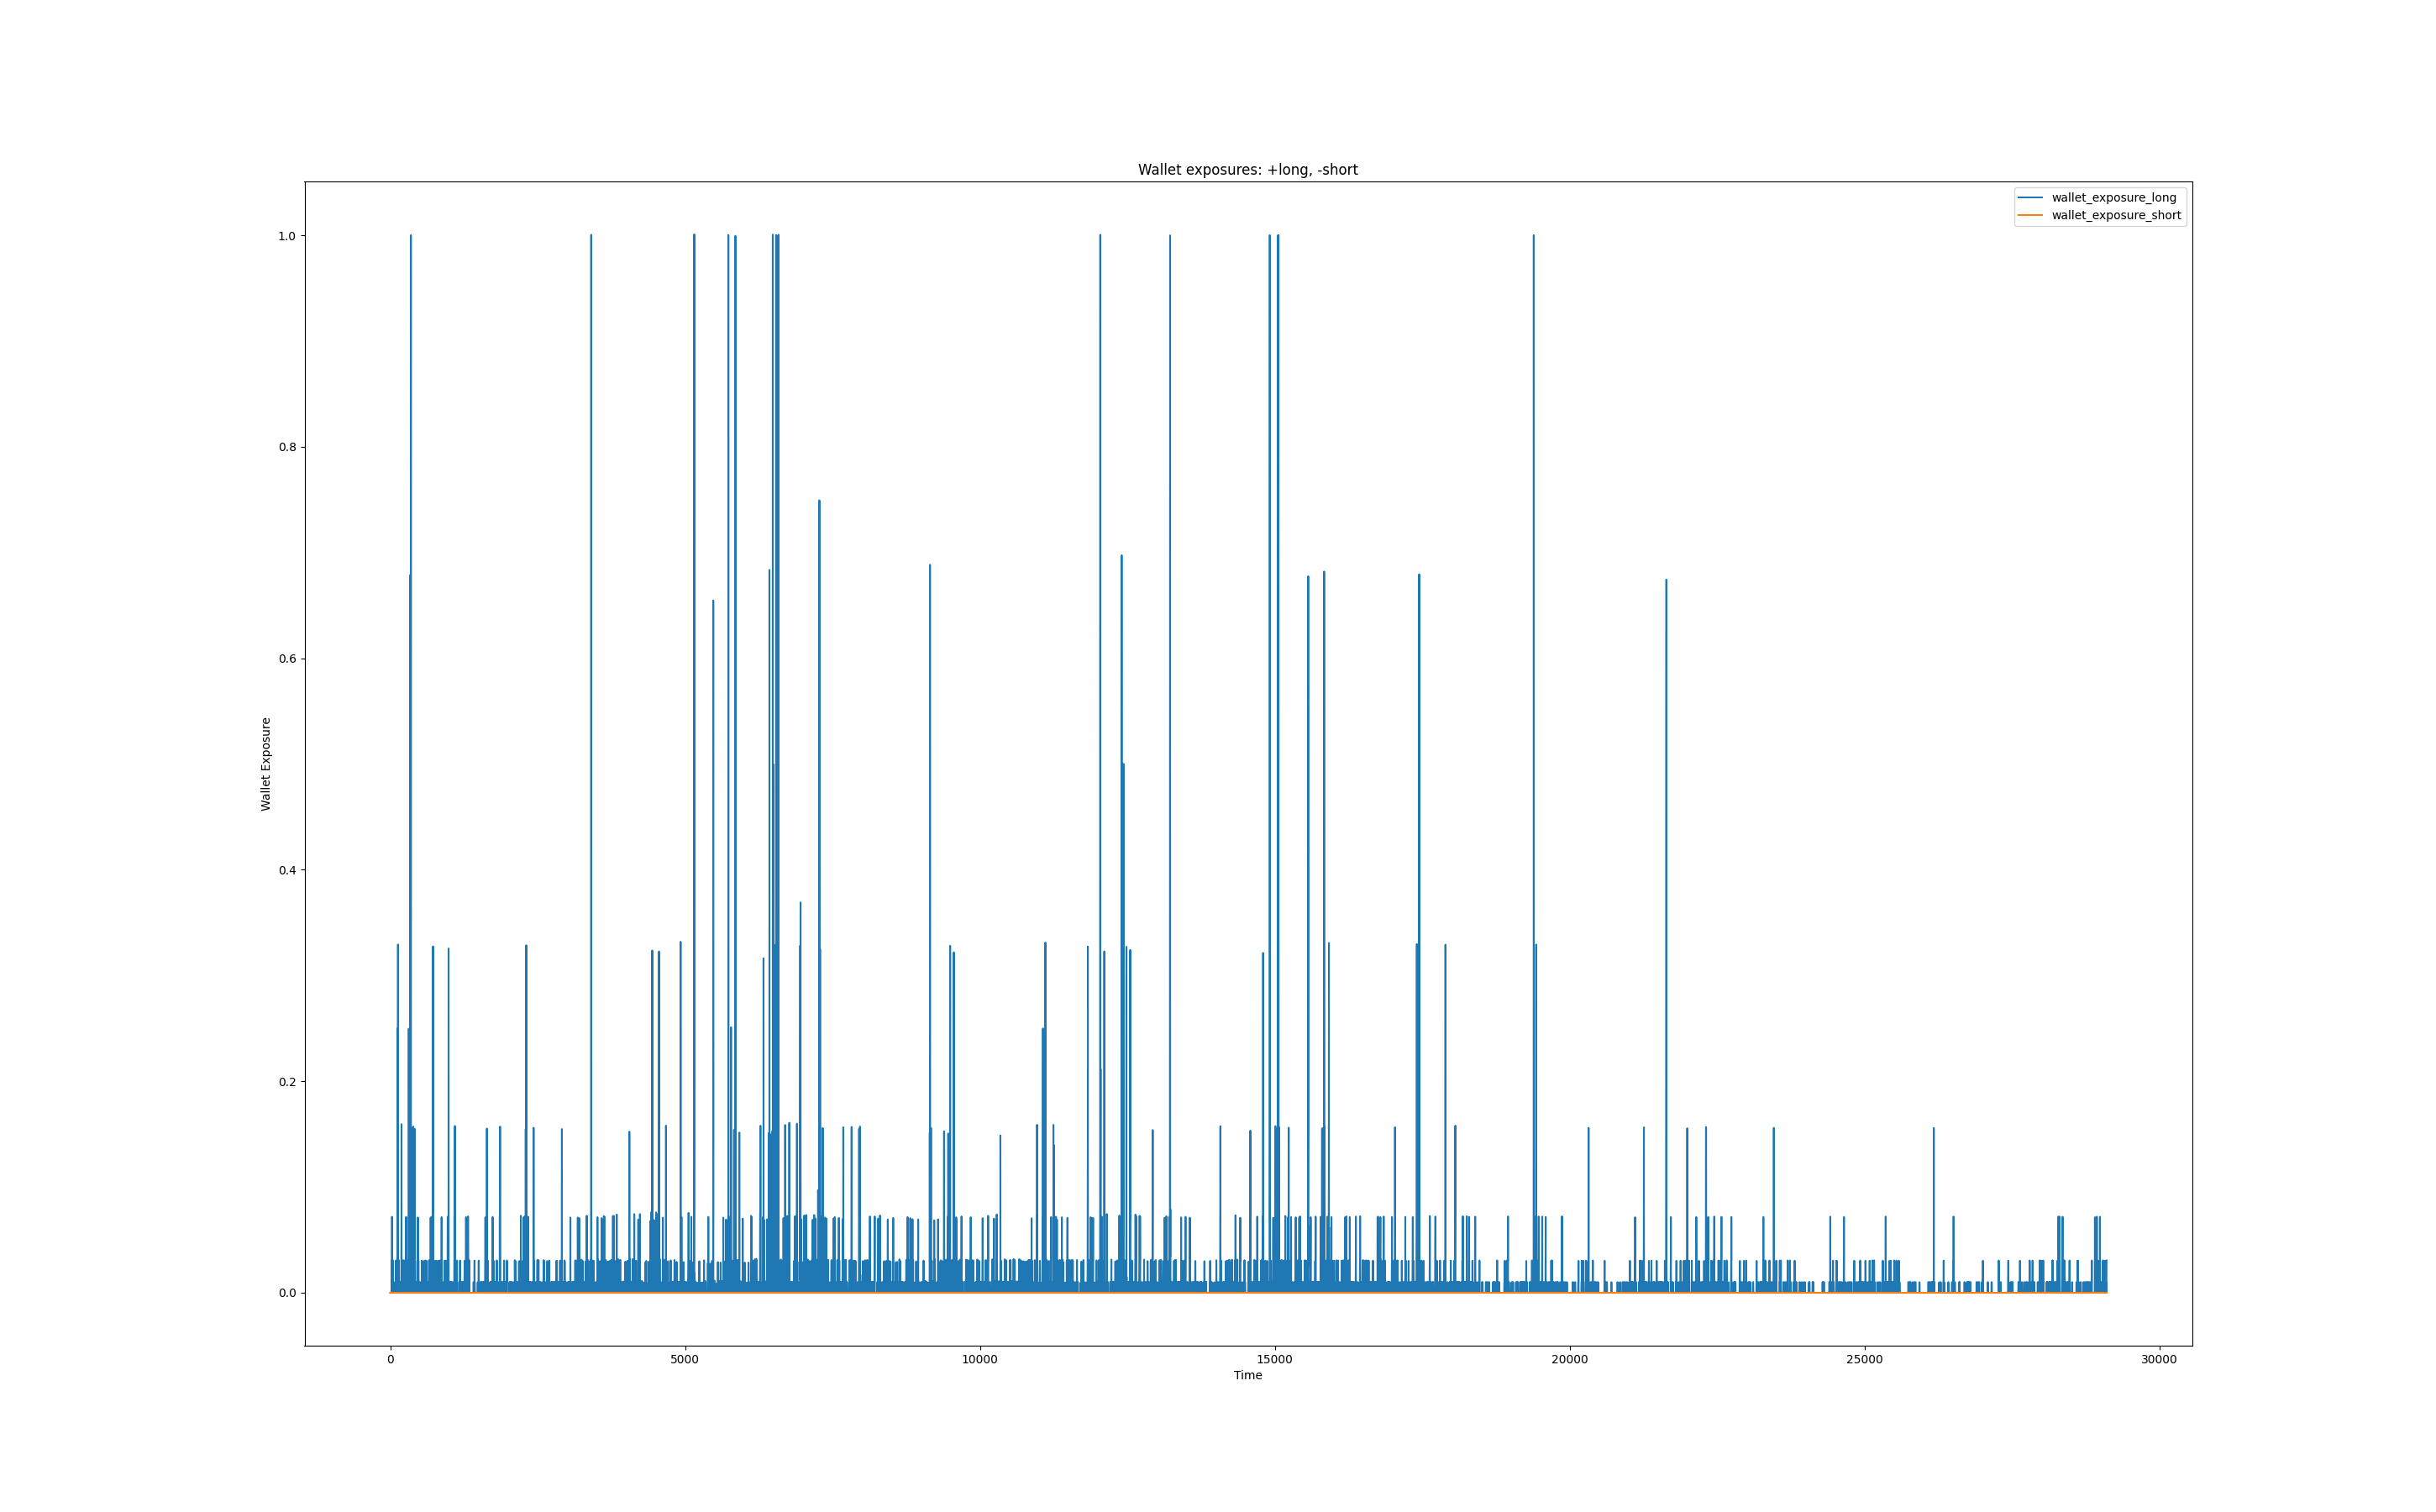 Wallet exposures: +long, -short
wallet_exposure_long
wallet_exposure_short
1.0
0.8
0.6
0.4
0.2
0.0
Wallet Exposure
0 5000 10000 15000 20000 25000 30000
Time